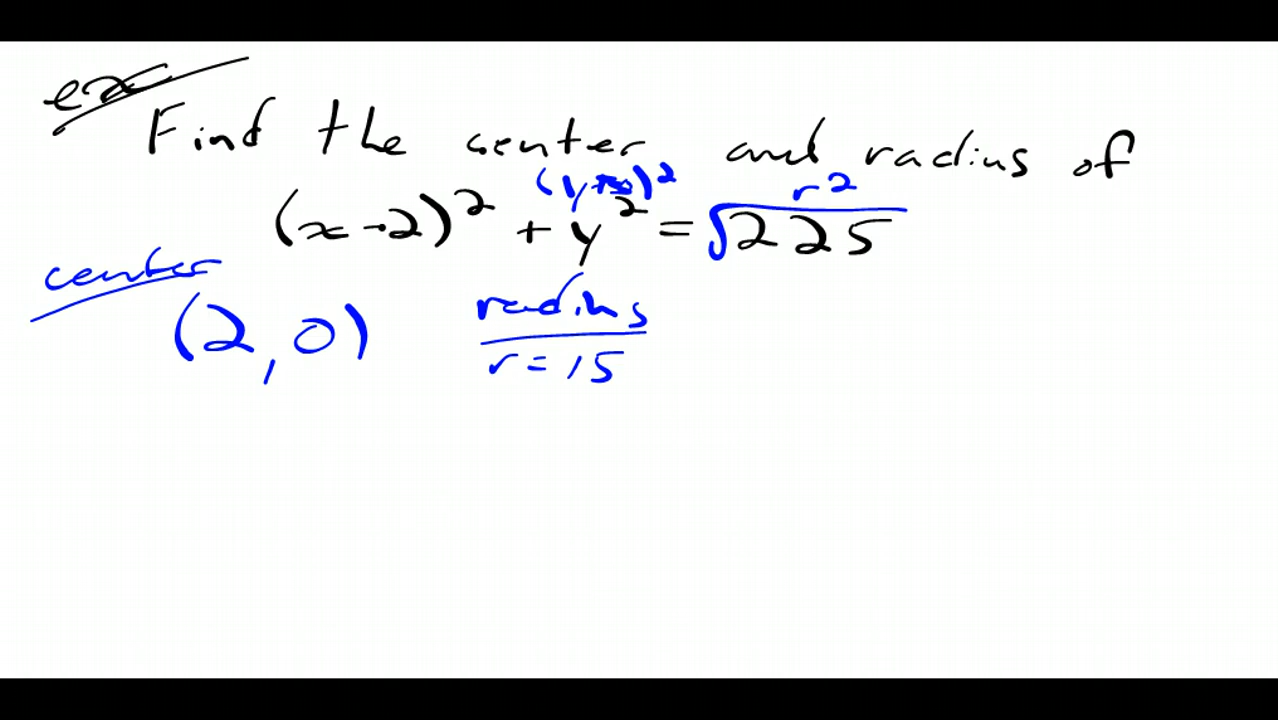 ex
Find the center and radius of
(y+0)² r²
(x-2)² + y² = √225
center
(2,0)
radius
r=15